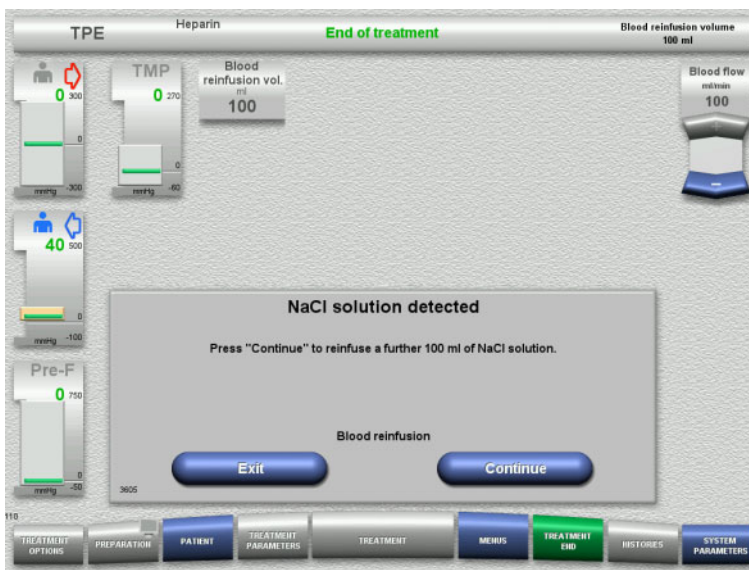 TPE
Heparin
End of treatment
Blood reinfusion volume
100 ml
0
300
0
-300
mmHg
TMP
0
270
0
-60
mmHg
Blood
reinfusion vol.
ml
100
Blood flow
ml/min
100
+
-
40
500
0
-100
mmHg
Pre-F
0
750
0
-50
mmHg
NaCl solution detected
Press "Continue" to reinfuse a further 100 ml of NaCl solution.
Blood reinfusion
Exit
Continue
3605
110
TREATMENT
OPTIONS
PREPARATION
PATIENT
TREATMENT
PARAMETERS
TREATMENT
MENUS
TREATMENT
END
HISTORIES
SYSTEM
PARAMETERS